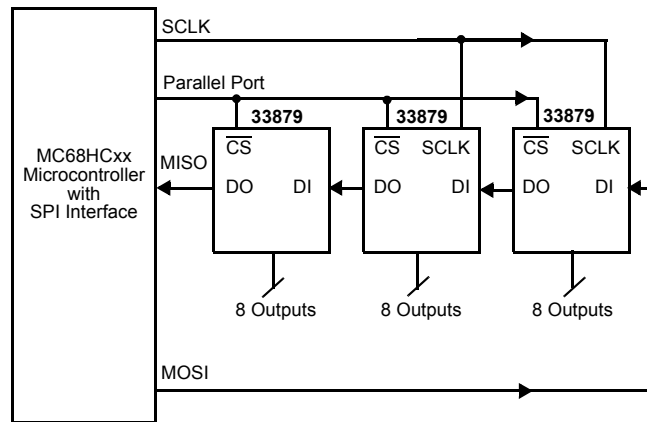 SCLK
Parallel Port
33879 33879 33879
CS CS SCLK CS SCLK
MC68HCxx
Microcontroller
with
SPI Interface
MISO
DO DI DO DI DO DI
8 Outputs 8 Outputs 8 Outputs
MOSI